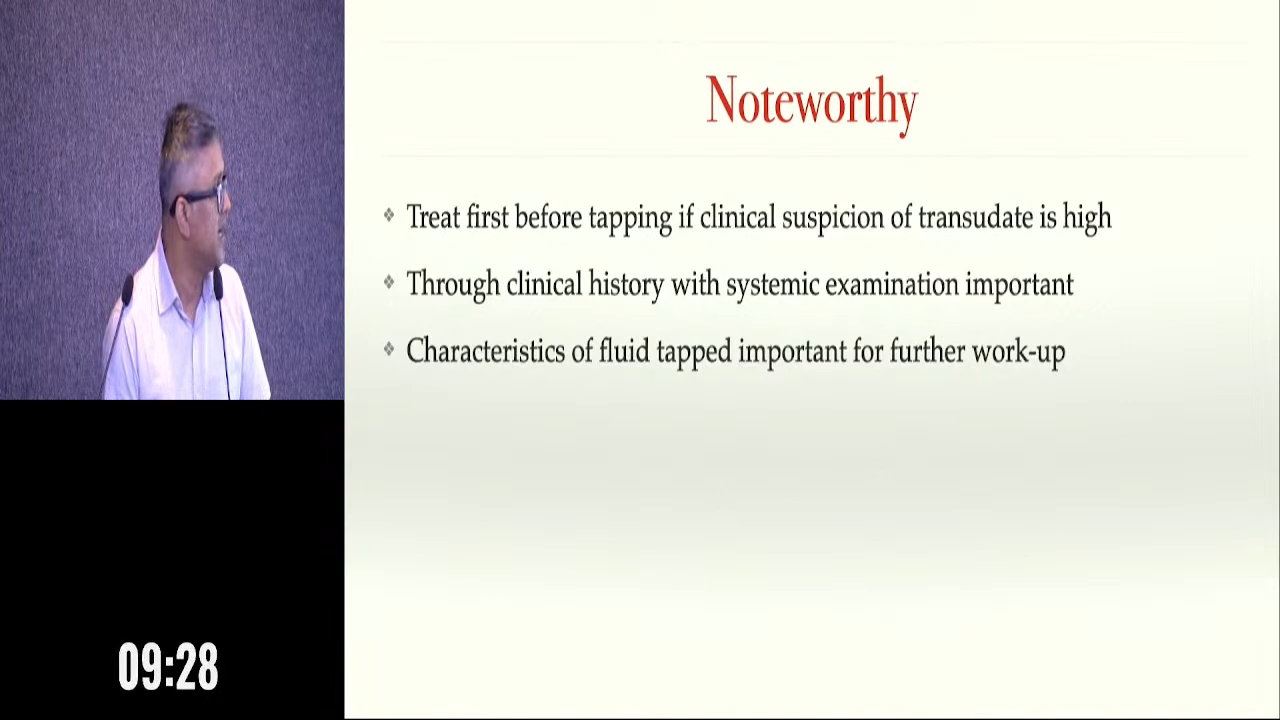 Noteworthy
Treat first before tapping if clinical suspicion of transudate is high
Through clinical history with systemic examination important
Characteristics of fluid tapped important for further work-up
09:28